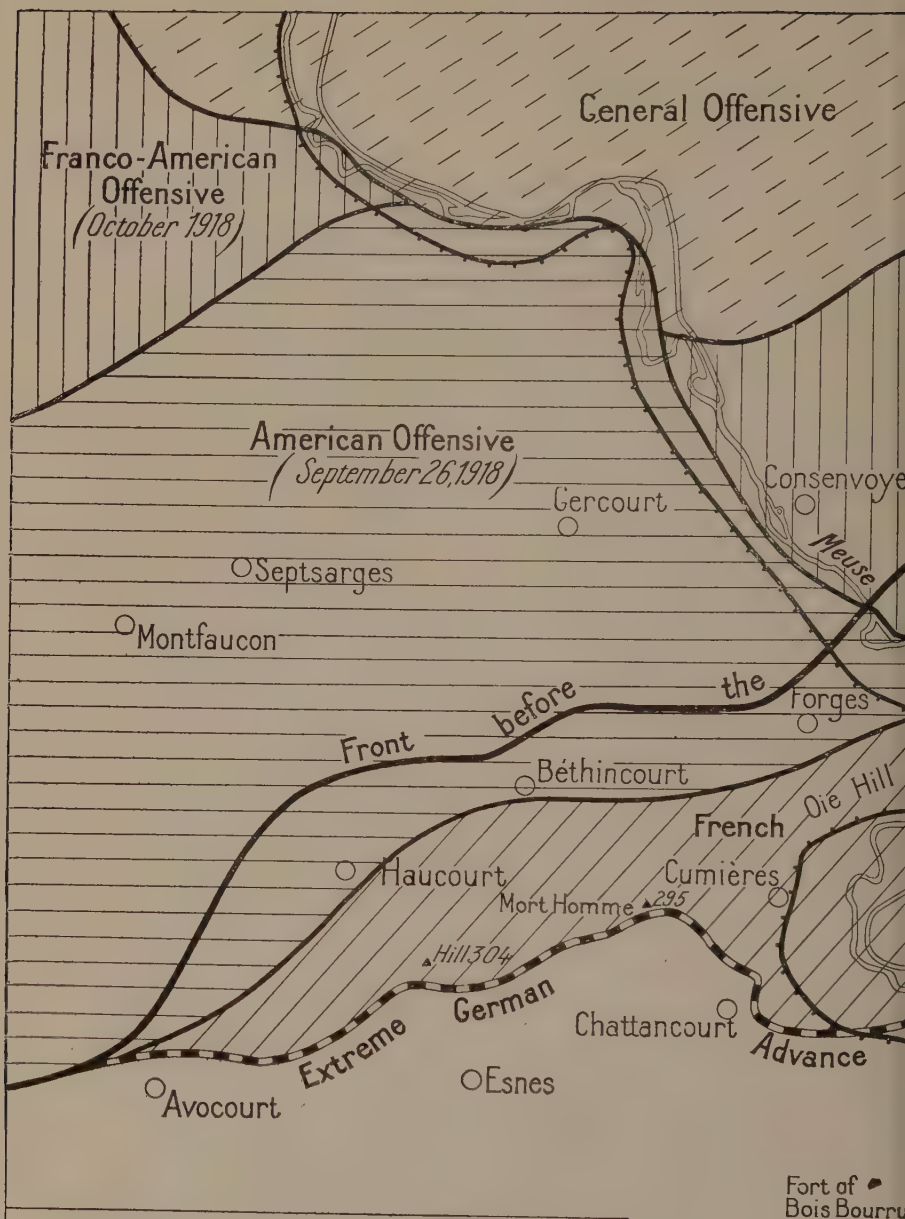 General Offensive
Franco-American
Offensive
(October 1918)
American Offensive
(September 26, 1918)
Consenvoye
Gercourt
Meuse
Septsarges
Montfaucon
Front before the
Forges
Béthincourt
Oie Hill
French
Haucourt
Cumières
Mort Homme 295
Hill 304
Extreme German Advance
Chattancourt
Esnes
Avocourt
Fort of
Bois Bourru